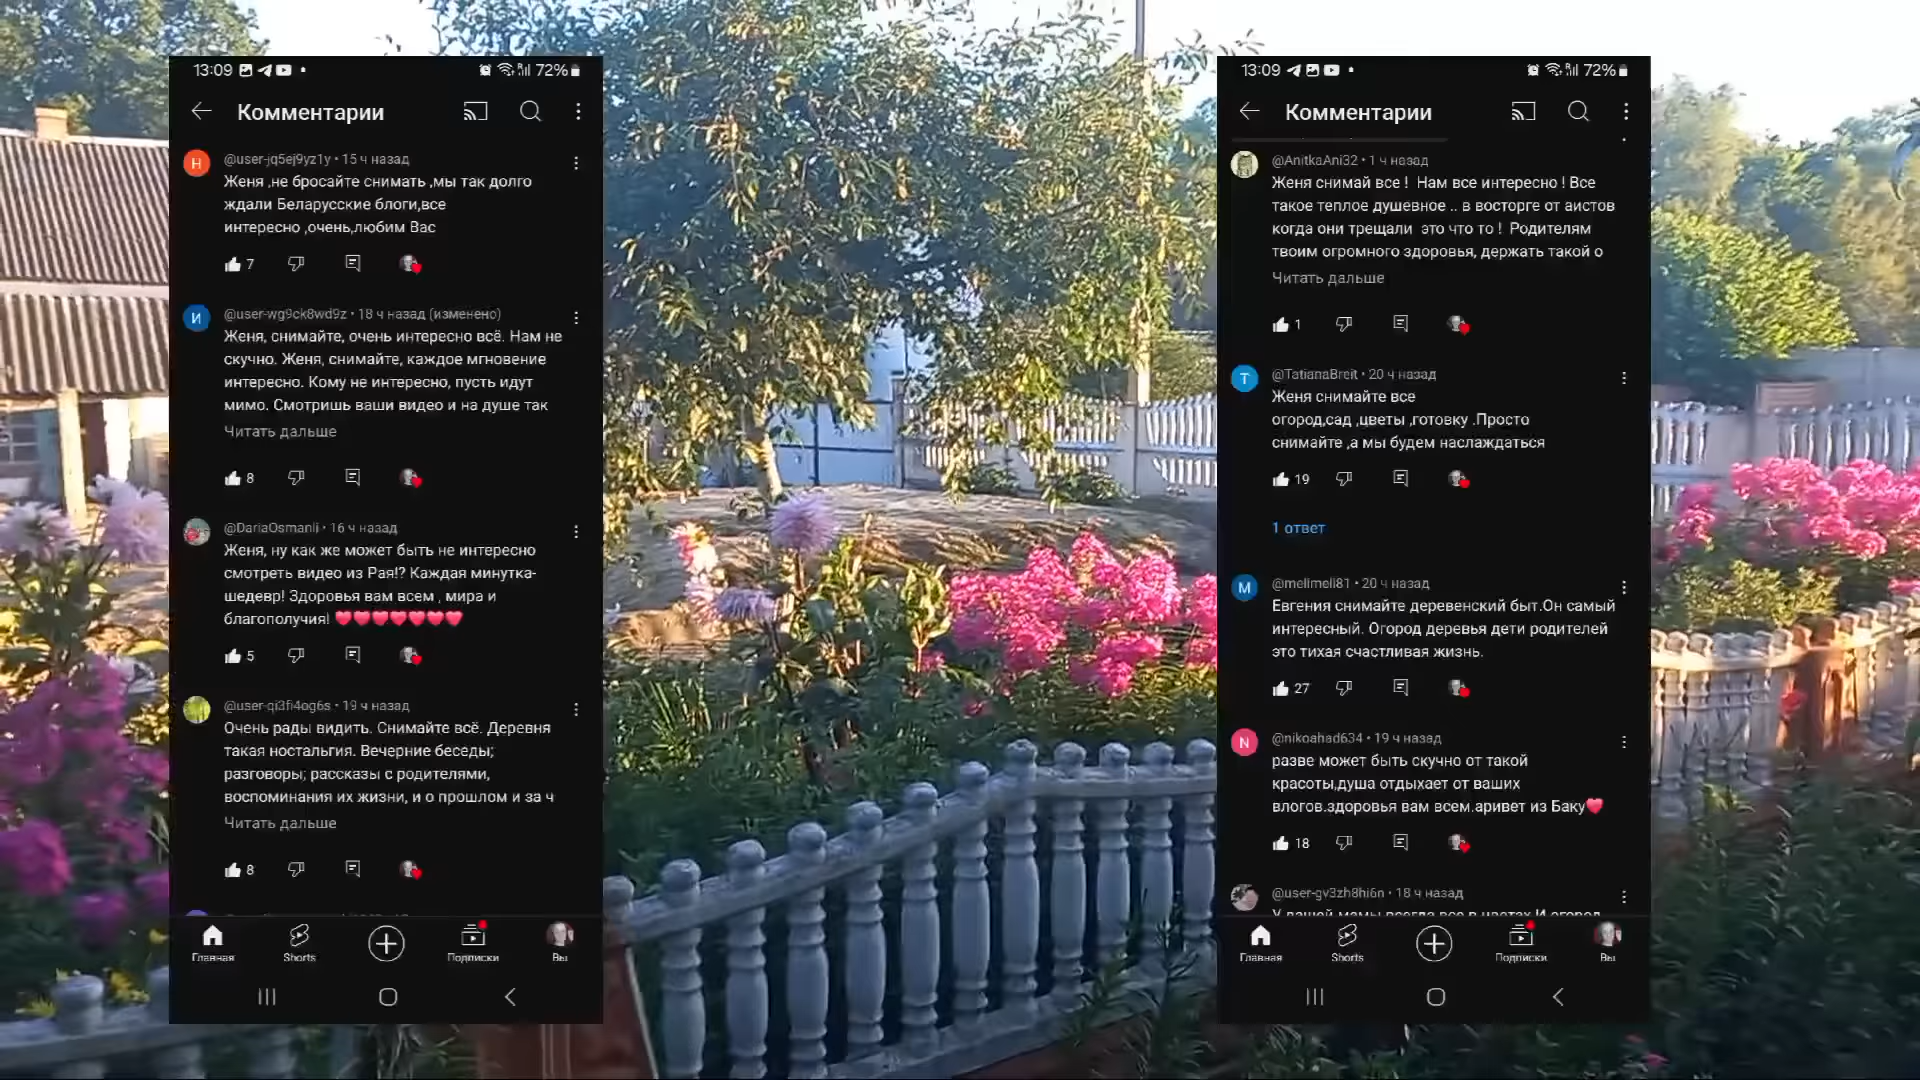 13:09 72%
Комментарии
Н @user-jq5ej9yz1y • 15 ч назад
Женя ,не бросайте снимать ,мы так долго
ждали Беларусские блоги,все
интересно ,очень,любим Вас
7
И @user-wg9ck8wd9z • 18 ч назад (изменено)
Женя, снимайте, очень интересно всё. Нам не
скучно. Женя, снимайте, каждое мгновение
интересно. Кому не интересно, пусть идут
мимо. Смотришь ваши видео и на душе так
Читать дальше
8
@DariaOsmanli • 16 ч назад
Женя, ну как же может быть не интересно
смотреть видео из Рая!? Каждая минутка-
шедевр! Здоровья вам всем , мира и
благополучия! ❤❤❤❤❤❤❤
5
@user-qi3fi4og6s • 19 ч назад
Очень рады видить. Снимайте всё. Деревня
такая ностальгия. Вечерние беседы;
разговоры; рассказы с родителями,
воспоминания их жизни, и о прошлом и за ч
Читать дальше
8
Главная Shorts Подписки Вы
13:09 72%
Комментарии
@AnitkaAni32 • 1 ч назад
Женя снимай все ! Нам все интересно ! Все
такое теплое душевное .. в восторге от аистов
когда они трещали это что то ! Родителям
твоим огромного здоровья, держать такой о
Читать дальше
1
T @TatianaBreit • 20 ч назад
Женя снимайте все
огород,сад ,цветы ,готовку .Просто
снимайте ,а мы будем наслаждаться
19
1 ответ
M @melimeli81 • 20 ч назад
Евгения снимайте деревенский быт.Он самый
интересный. Огород деревья дети родителей
это тихая счастливая жизнь.
27
N @nikoahad634 • 19 ч назад
разве может быть скучно от такой
красоты,душа отдыхает от ваших
влогов.здоровья вам всем.аривет из Баку❤
18
@user-gv3zh8hi6n • 18 ч назад
У вашей мамы всегда все в цветах.И огород
Главная Shorts Подписки Вы